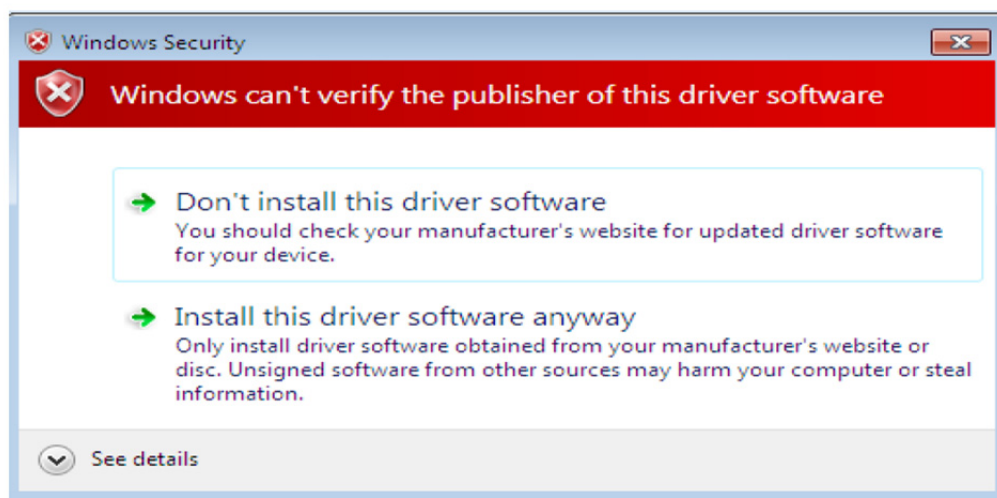 Windows Security
Windows can't verify the publisher of this driver software
Don't install this driver software
You should check your manufacturer's website for updated driver software
for your device.
Install this driver software anyway
Only install driver software obtained from your manufacturer's website or
disc. Unsigned software from other sources may harm your computer or steal
information.
See details